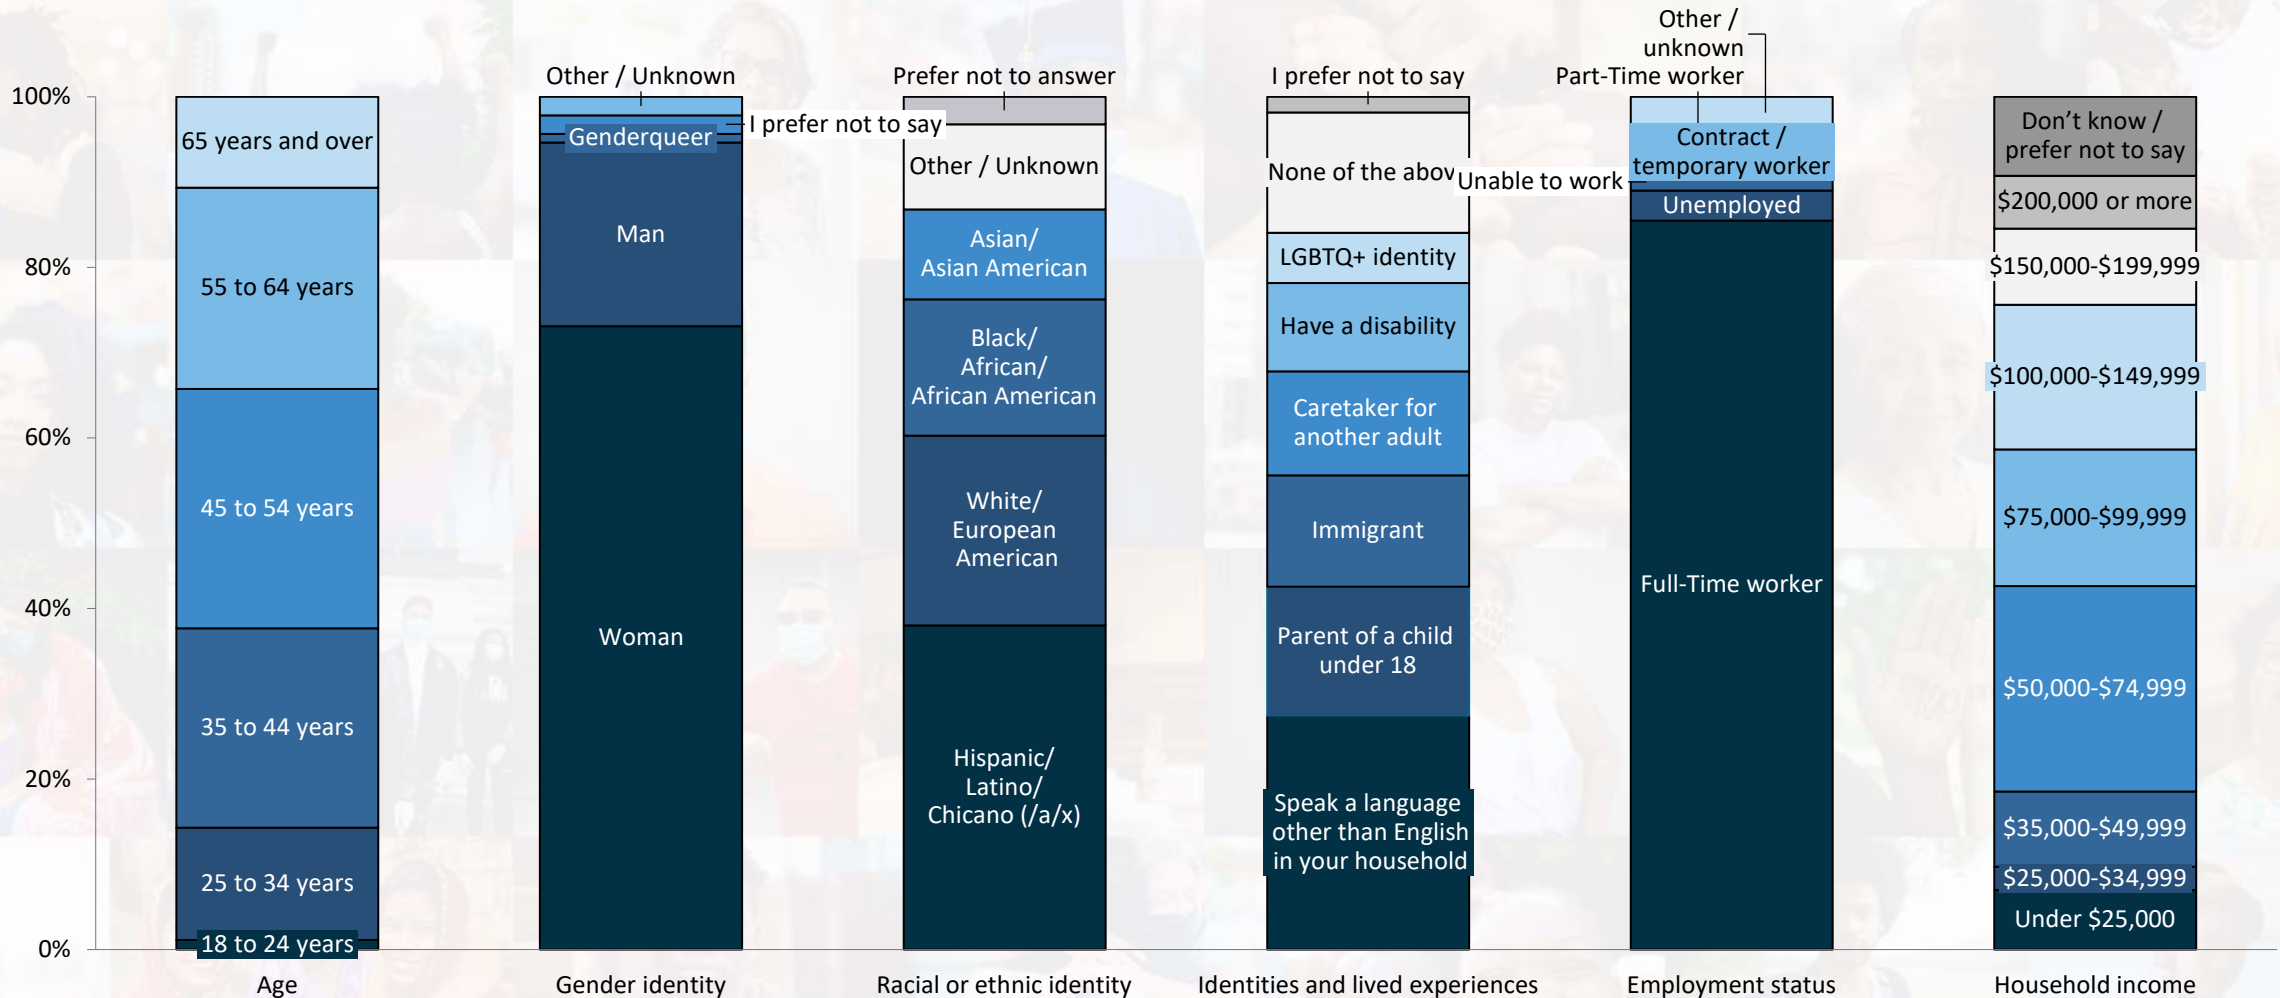 100%
80%
60%
40%
20%
0%
65 years and over
55 to 64 years
45 to 54 years
35 to 44 years
25 to 34 years
18 to 24 years
Age
Other / Unknown
I prefer not to say
Genderqueer
Man
Woman
Gender identity
Prefer not to answer
Other / Unknown
Asian/
Asian American
Black/
African/
African American
White/
European
American
Hispanic/
Latino/
Chicano (/a/x)
Racial or ethnic identity
I prefer not to say
None of the abov
LGBTQ+ identity
Have a disability
Caretaker for
another adult
Immigrant
Parent of a child
under 18
Speak a language
other than English
in your household
Identities and lived experiences
Other /
unknown
Part-Time worker
Contract /
temporary worker
Unable to work
Unemployed
Full-Time worker
Employment status
Don't know /
prefer not to say
$200,000 or more
$150,000-$199,999
$100,000-$149,999
$75,000-$99,999
$50,000-$74,999
$35,000-$49,999
$25,000-$34,999
Under $25,000
Household income